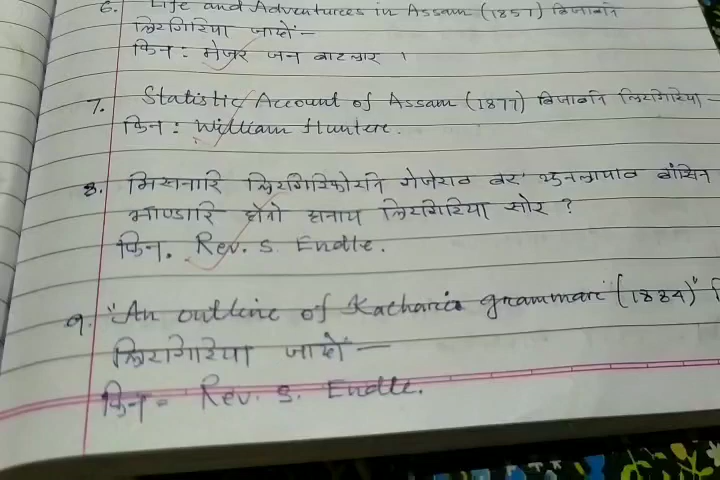 6. Life and Adventures in Assam (1857) बिजाबनि
लिरगिरिया जाबों —
फिन : मेजर जन बाटलार ।
7. Statistic Account of Assam (1877) बिजाबनि लिरगिरिया —
फिन : William Huntere.
8. मिसनारि लिरगिरिफोरनि गेजेराव बर' थुनलायाव बांसिन
भाण्डारि होनो हानाय लिरगिरिया सोर ?
फिन. Rev. S. Endle.
9. "An outline of Kacharia grammar (1884)"
लिरगिरिया जाबों —
फिन = Rev. S. Endle.